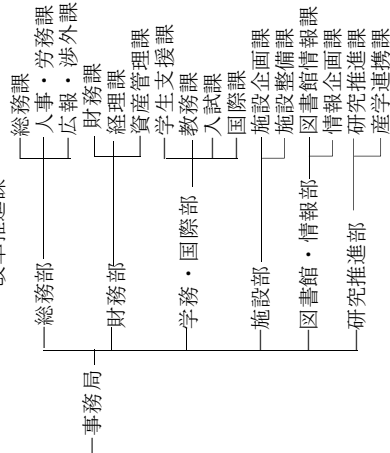 改革推進課
事務局
総務部
総務課
人事・労務課
広報・渉外課
財務部
財務課
経理課
資産管理課
学務・国際部
学生支援課
教務課
入試課
国際課
施設部
施設企画課
施設整備課
図書館・情報部
図書館情報課
情報企画課
研究推進部
研究推進課
産学連携課